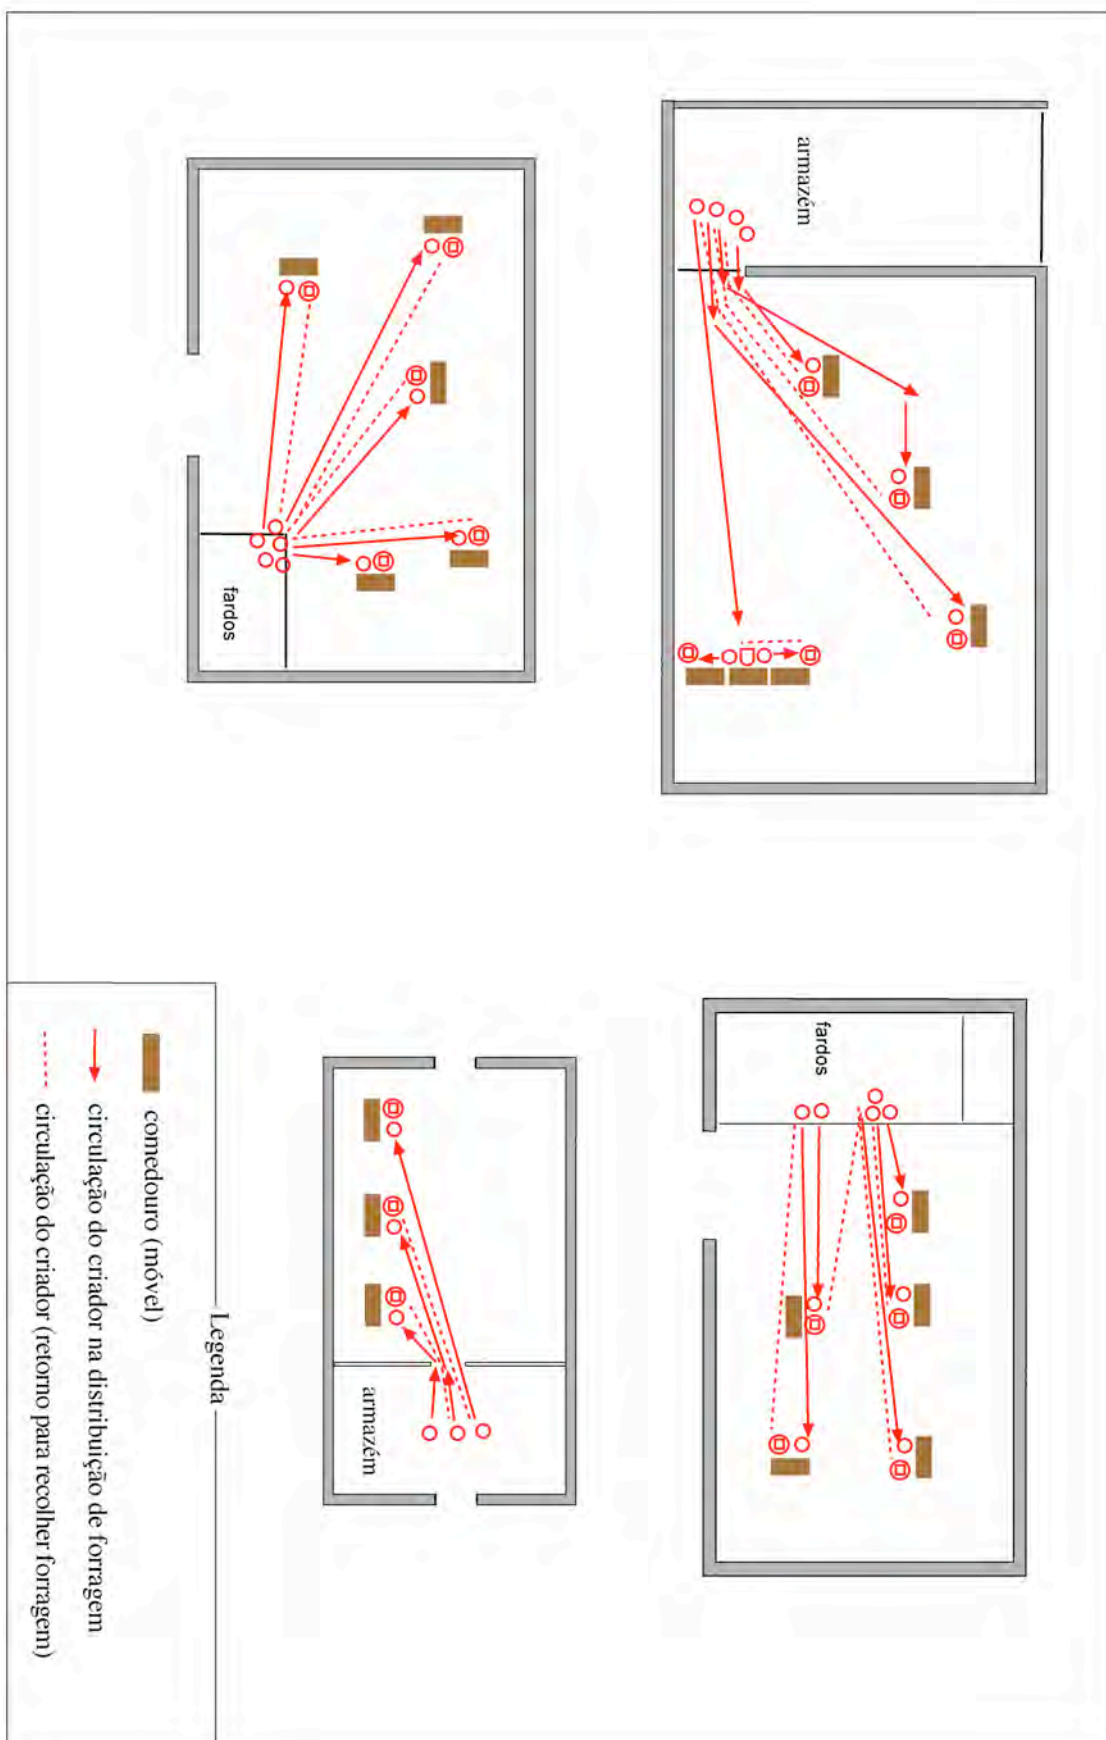 armazém
fardos
fardos
armazém
Legenda
comedouro (móvel)
circulação do criador na distribuição de forragem
circulação do criador (retorno para recolher forragem)